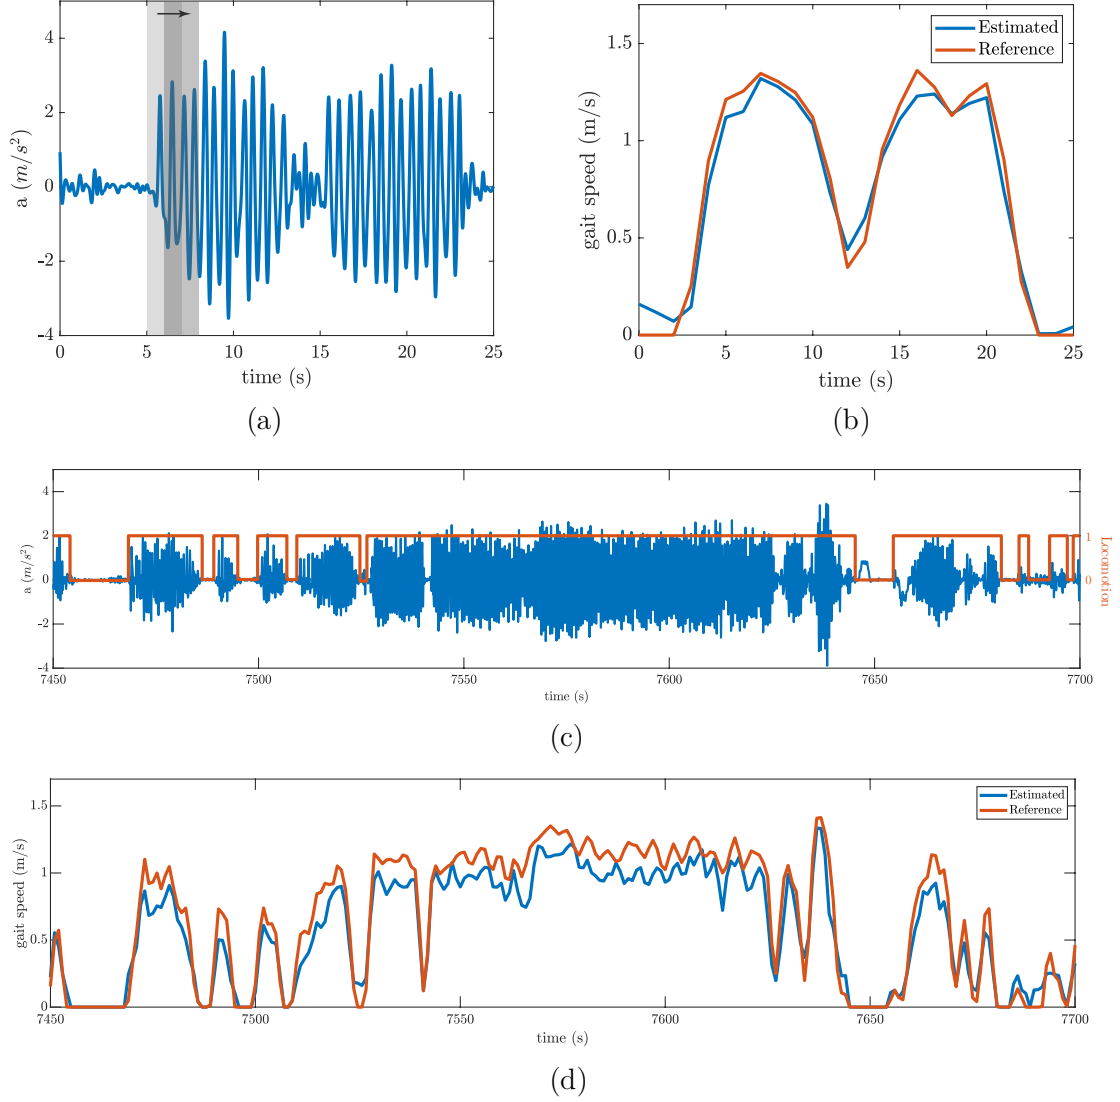 4
2
0
-2
-4
a (m/s²)
0 5 10 15 20 25
time (s)
(a)
1.5
1
0.5
0
gait speed (m/s)
Estimated
Reference
0 5 10 15 20 25
time (s)
(b)
4
2
0
-2
-4
a (m/s²)
1
0
Locomotion
7450 7500 7550 7600 7650 7700
time (s)
(c)
1.5
1
0.5
0
gait speed (m/s)
Estimated
Reference
7450 7500 7550 7600 7650 7700
time (s)
(d)